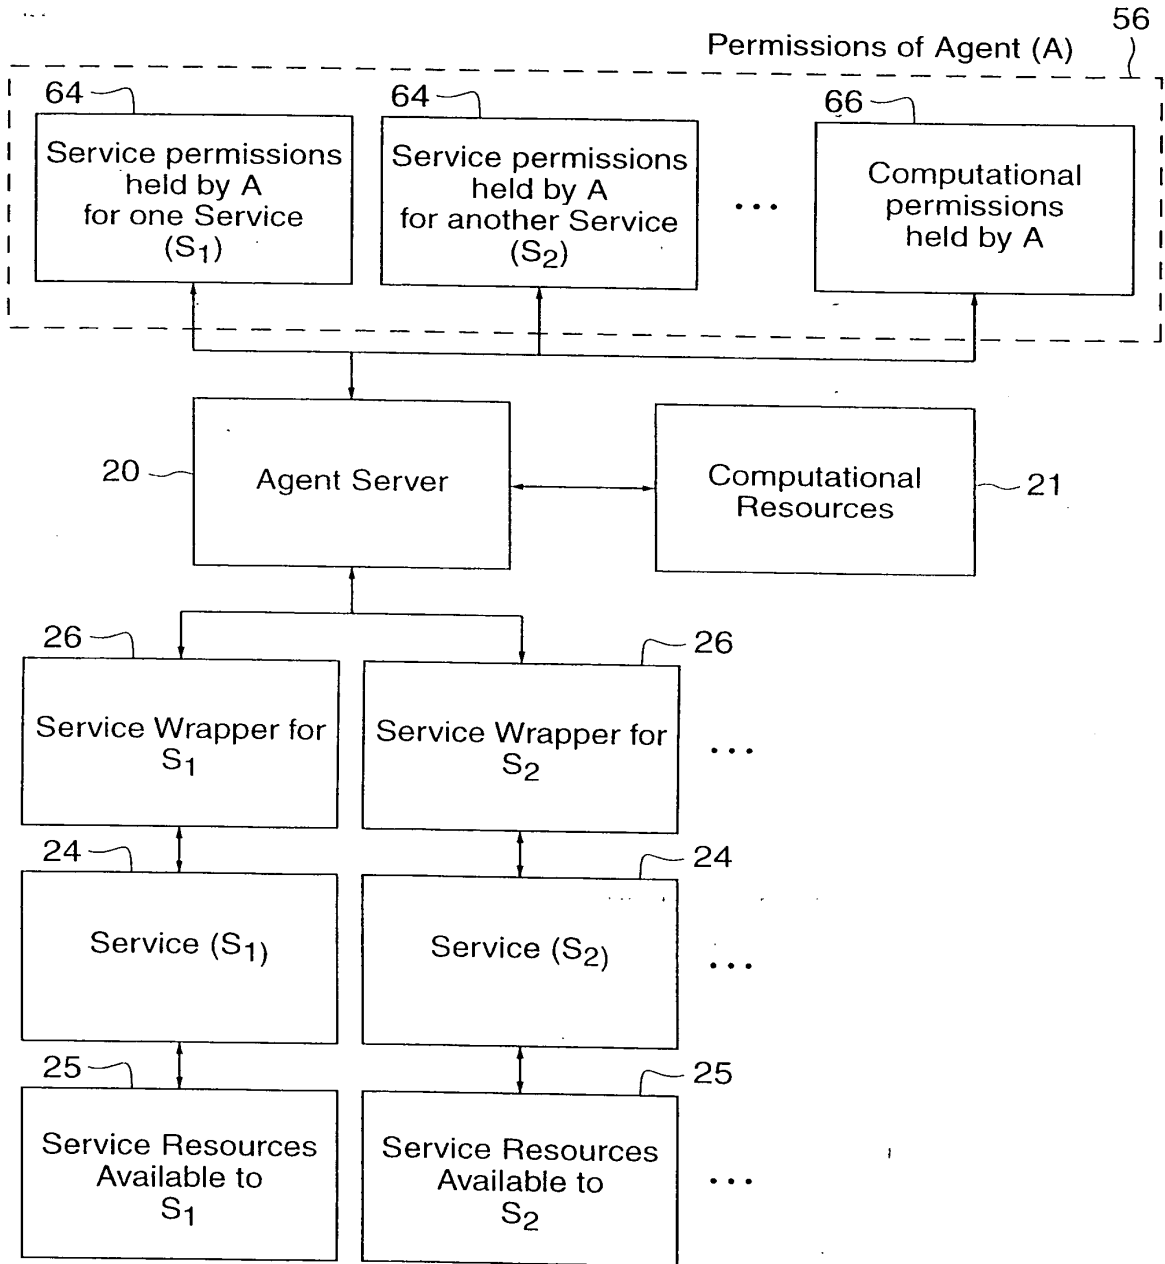 56
Permissions of Agent (A)
64
64
66
Service permissions
held by A
for one Service
(S1)
Service permissions
held by A
for another Service
(S2)
...
Computational
permissions
held by A
20
Agent Server
Computational
Resources
21
26
26
Service Wrapper for
S1
Service Wrapper for
S2
...
24
24
Service (S1)
Service (S2)
...
25
25
Service Resources
Available to
S1
Service Resources
Available to
S2
...